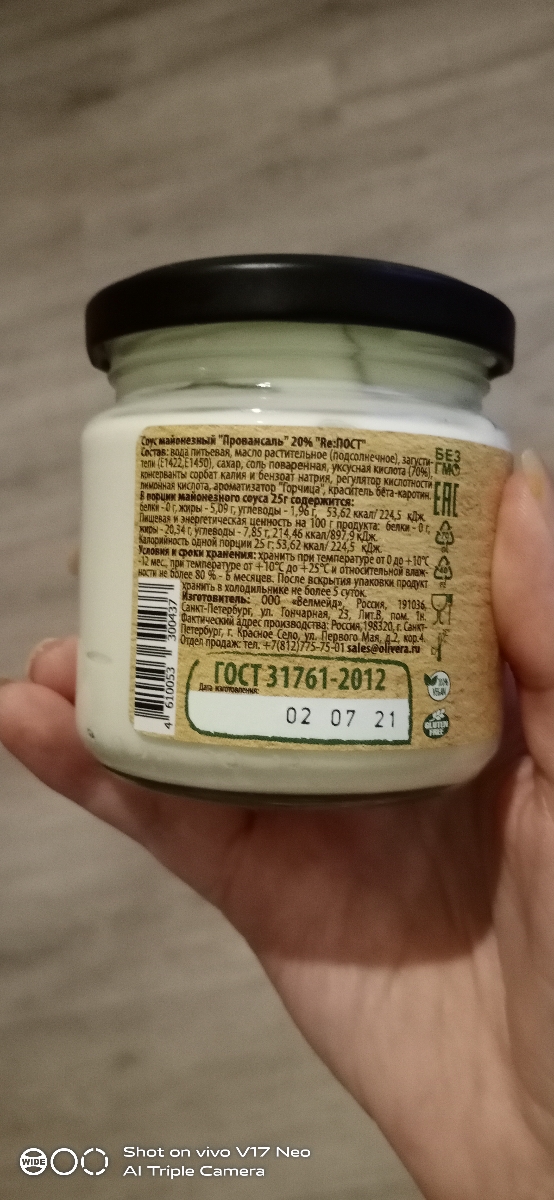 Соус майонезный "Провансаль" 20% "Re:ПОСТ"
Состав: вода питьевая, масло растительное (подсолнечное), загусти-
тели (Е1422,Е1450), сахар, соль поваренная, уксусная кислота (70%),
консерванты сорбат калия и бензоат натрия, регулятор кислотности
лимонная кислота, ароматизатор "Горчица", краситель бета-каротин.
В порции майонезного соуса 25г содержится:
белки - 0 г, жиры - 5,09 г, углеводы - 1,96 г, 53,62 ккал/ 224,5 кДж.
Пищевая и энергетическая ценность на 100 г продукта: белки - 0 г,
жиры - 20,34 г, углеводы - 7,85 г, 214,46 ккал/897,9 кДж.
Калорийность одной порции 25 г: 53,62 ккал/ 224,5 кДж.
Условия и сроки хранения: хранить при температуре от 0 до +10°С
-12 мес., при температуре от +10°С до +25°С и относительной влаж-
ности не более 80 % - 6 месяцев. После вскрытия упаковки продукт
хранить в холодильнике не более 5 суток.
Изготовитель: ООО «Велмейд», Россия, 191036,
Санкт-Петербург, ул. Гончарная, 23, Лит.В, пом. 1н.
Фактический адрес производства: Россия,198320, г. Санкт-
Петербург, г. Красное Село, ул. Первого Мая, д.2, кор.4.
Отдел продаж: тел. +7(812)775-75-01 sales@olivera.ru
ГОСТ 31761-2012
Дата изготовления:
02 07 21
4 610053 300437
БЕЗ
ГМО
EAC
100%
VEGAN
GLUTEN
FREE
WIDE
Shot on vivo V17 Neo
AI Triple Camera